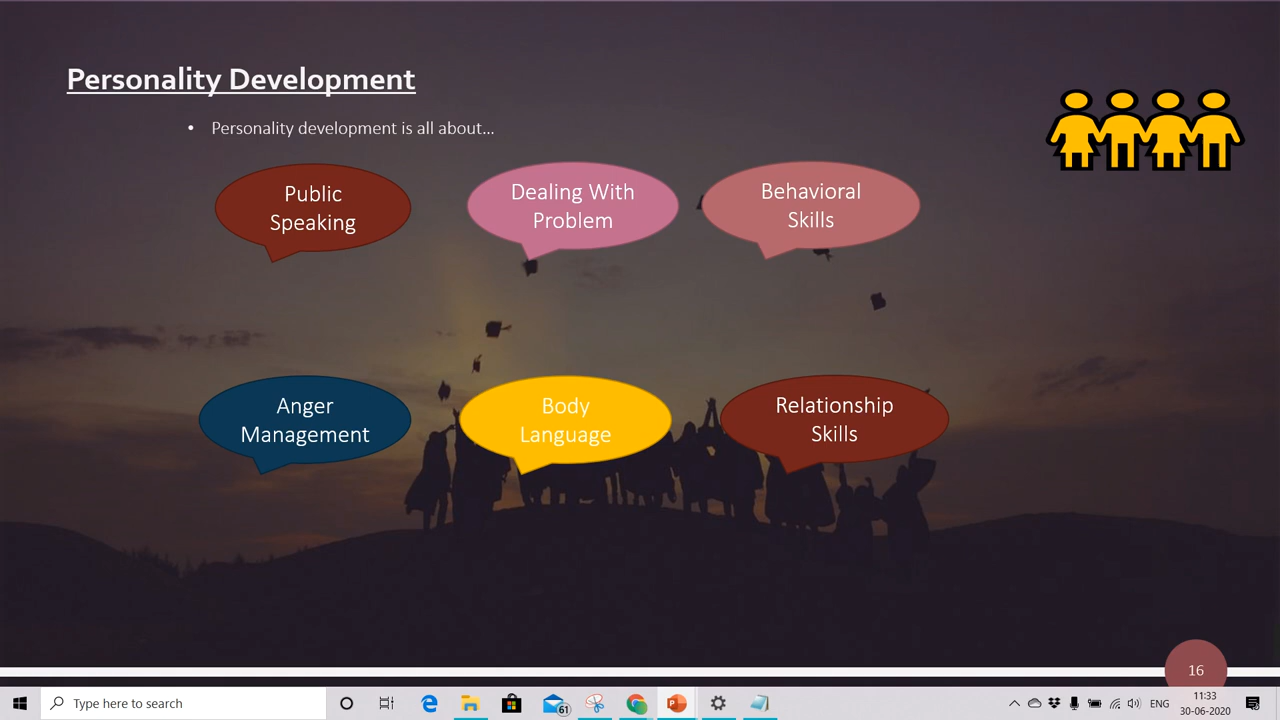 Personality Development
• Personality development is all about...
Public
Speaking
Dealing With
Problem
Behavioral
Skills
Anger
Management
Body
Language
Relationship
Skills
16
Type here to search
61
ENG
11:33
30-06-2020